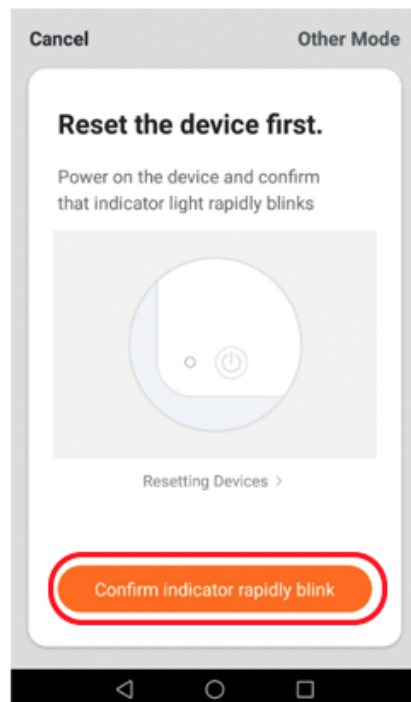 Cancel Other Mode
Reset the device first.
Power on the device and confirm
that indicator light rapidly blinks
Resetting Devices >
Confirm indicator rapidly blink